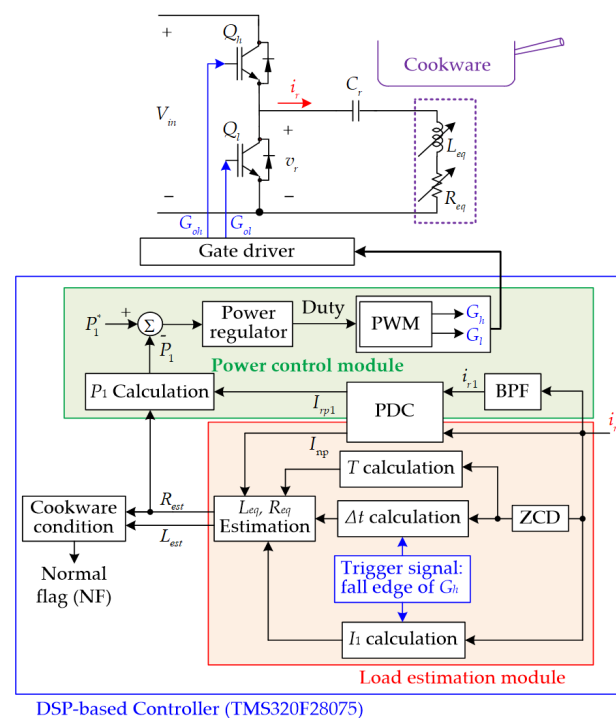 +
Q_h
C_r
Cookware
i_r
V_in
Q_l
+
v_r
L_eq
R_eq
−
−
G_oh
G_ol
Gate driver
P_1^*
+
Σ
−
P_1
Power
regulator
Duty
PWM
G_h
G_l
Power control module
P_1 Calculation
I_rp1
PDC
i_r1
BPF
i_r
I_np
T calculation
Cookware
condition
R_est
L_est
L_eq, R_eq
Estimation
Δt calculation
ZCD
Normal
flag (NF)
Trigger signal:
fall edge of G_h
I_1 calculation
Load estimation module
DSP-based Controller (TMS320F28075)